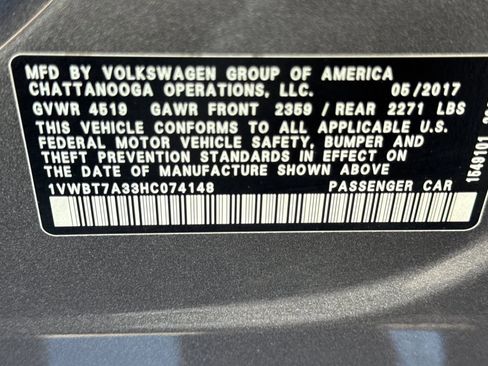 MFD BY VOLKSWAGEN GROUP OF AMERICA
CHATTANOOGA OPERATIONS, LLC. 05/2017
GVWR 4519 GAWR FRONT 2359/REAR 2271 LBS
THIS VEHICLE CONFORMS TO ALL APPLICABLE U.S.
FEDERAL MOTOR VEHICLE SAFETY, BUMPER AND
THEFT PREVENTION STANDARDS IN EFFECT ON
THE DATE OF MANUFACTURE SHOWN ABOVE
1VWBT7A33HC074148 PASSENGER CAR
1549101